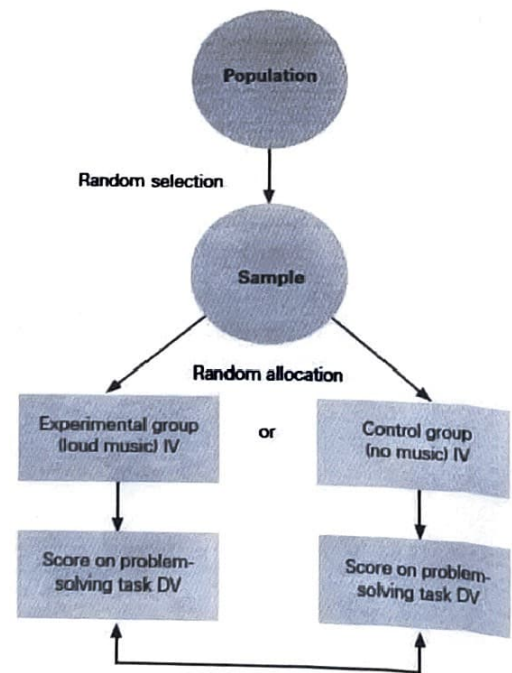 Population
Random selection
Sample
Random allocation
Experimental group
(loud music) IV
or
Control group
(no music) IV
Score on problem-
solving task DV
Score on problem-
solving task DV